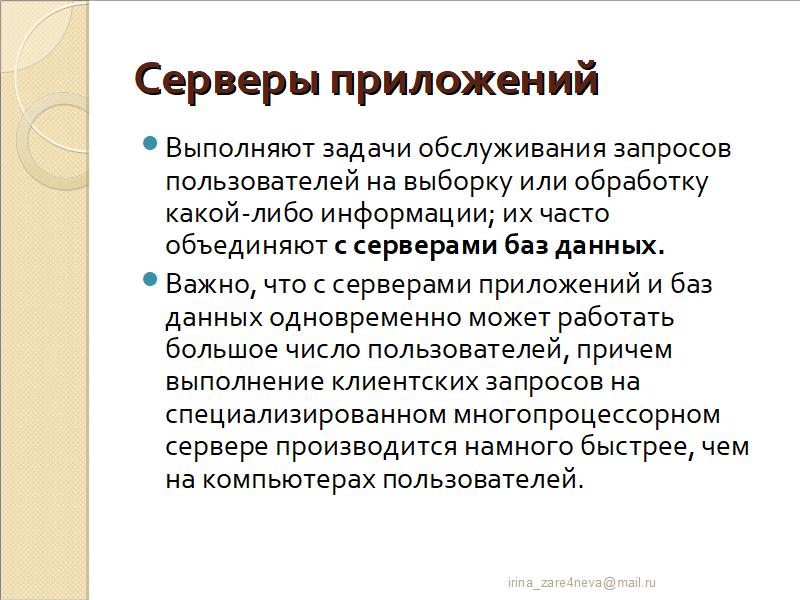 Серверы приложений
Выполняют задачи обслуживания запросов
пользователей на выборку или обработку
какой-либо информации; их часто
объединяют с серверами баз данных.
Важно, что с серверами приложений и баз
данных одновременно может работать
большое число пользователей, причем
выполнение клиентских запросов на
специализированном многопроцессорном
сервере производится намного быстрее, чем
на компьютерах пользователей.
irina_zare4neva@mail.ru